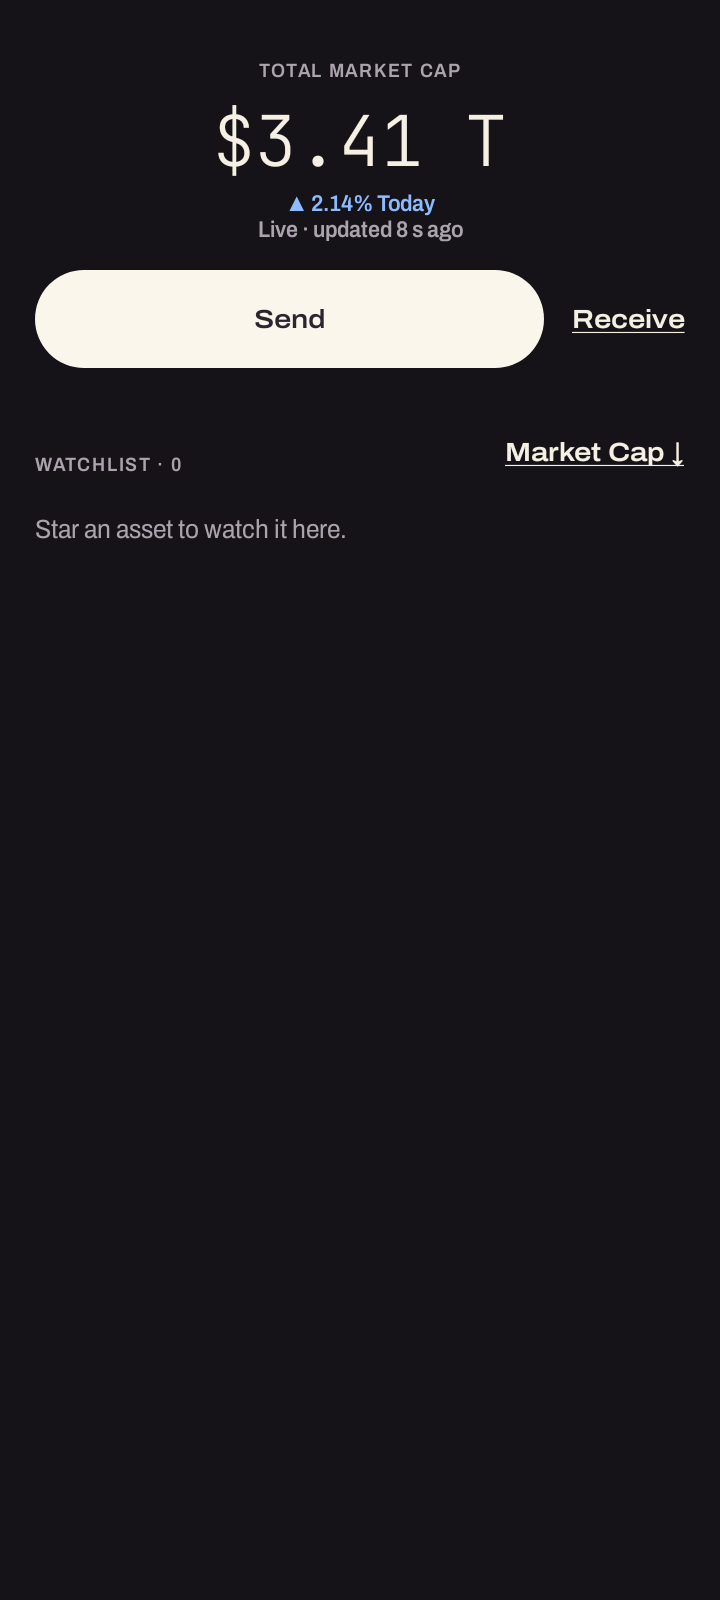 TOTAL MARKET CAP
$3.41 T
▲ 2.14% Today
Live · updated 8 s ago
Send
Receive
WATCHLIST · 0
Market Cap ↓
Star an asset to watch it here.